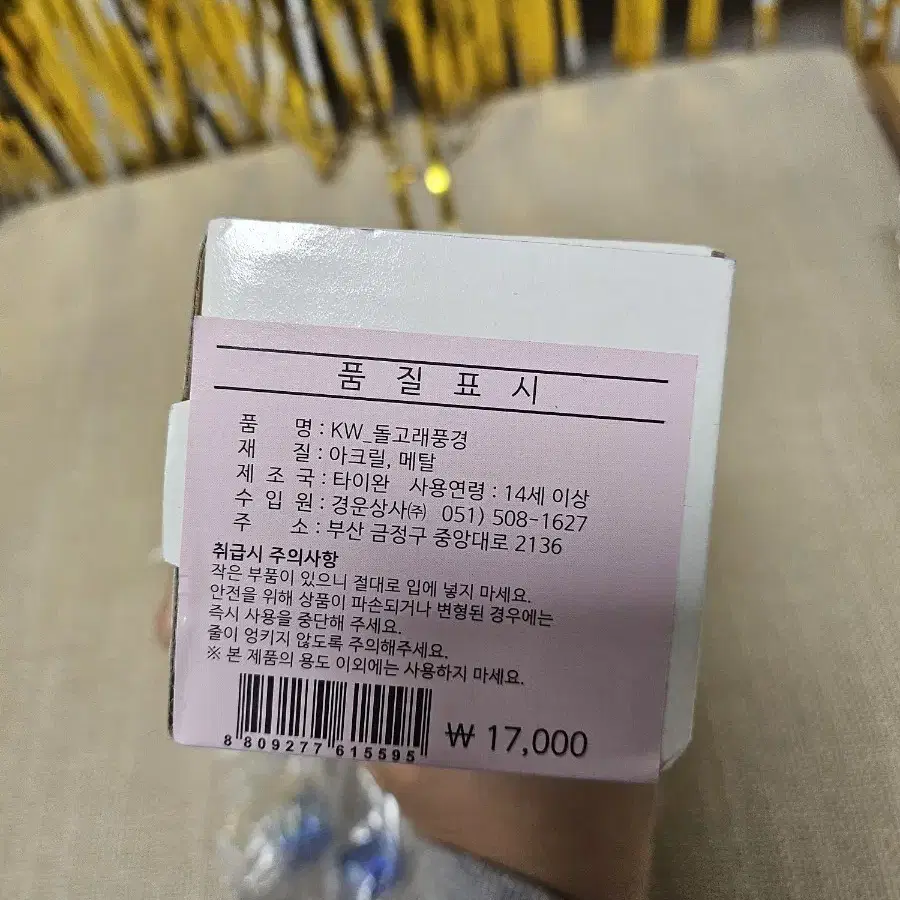 품 질 표 시
품 명 : KW_돌고래풍경
재 질 : 아크릴, 메탈
제 조 국 : 타이완 사용연령 : 14세 이상
수 입 원 : 경운상사㈜ 051) 508-1627
주 소 : 부산 금정구 중앙대로 2136
취급시 주의사항
작은 부품이 있으니 절대로 입에 넣지 마세요.
안전을 위해 상품이 파손되거나 변형된 경우에는
즉시 사용을 중단해 주세요.
줄이 엉키지 않도록 주의해주세요.
※ 본 제품의 용도 이외에는 사용하지 마세요.
8 809277 615595
₩ 17,000